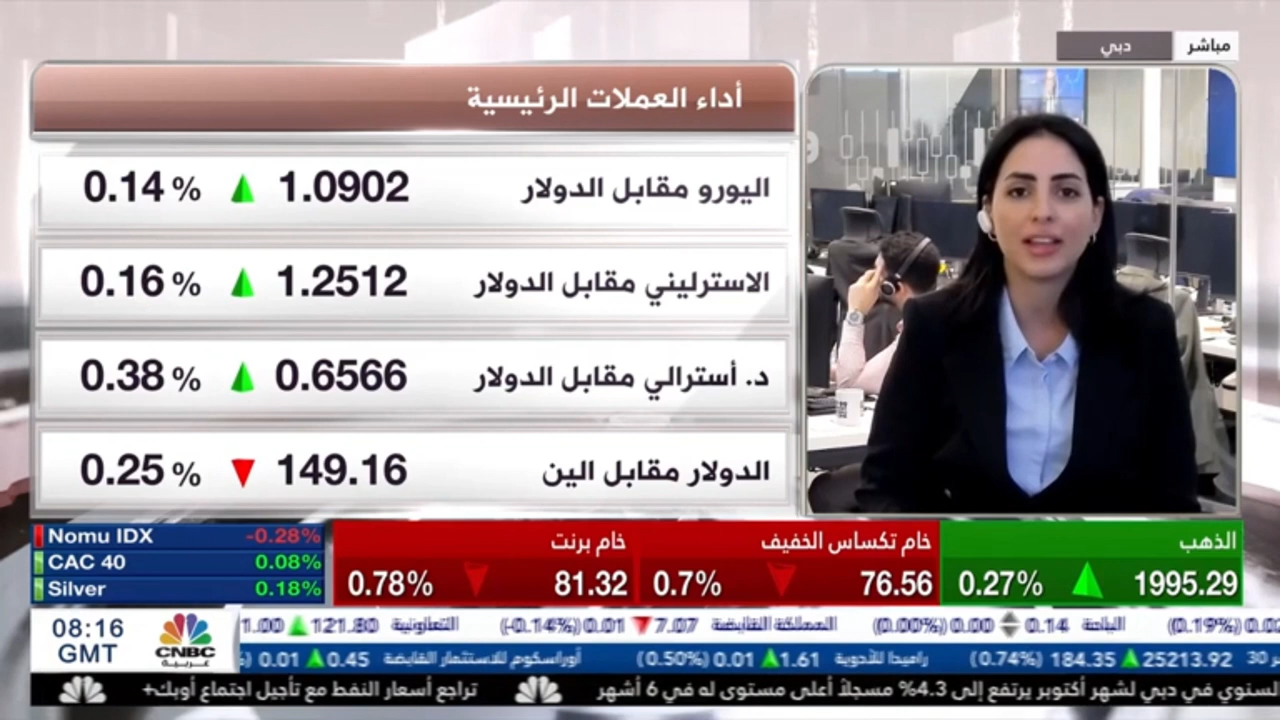 مباشر دبي
أداء العملات الرئيسية
اليورو مقابل الدولار 1.0902 0.14 %
الاسترليني مقابل الدولار 1.2512 0.16 %
د. أسترالي مقابل الدولار 0.6566 0.38 %
الدولار مقابل الين 149.16 0.25 %
الذهب
1995.29 0.27%
خام تكساس الخفيف
76.56 0.7%
خام برنت
81.32 0.78%
Nomu IDX -0.28%
CAC 40 0.08%
Silver 0.18%
08:16
GMT
CNBC
عربية
(0.19%) 0.14 0.00 (0.00%) المملكة القابضة 7.07 0.01 (-0.14%) التعاونية 121.80 1.00
30 25213.92 184.35 (0.74%) راميدا للأدوية 1.61 0.01 (0.50%) أوراسكوم للاستثمار القابضة 0.45 0.01
السنوي في دبي لشهر أكتوبر يرتفع إلى 4.3% مسجلاً أعلى مستوى له في 6 أشهر تراجع أسعار النفط مع تأجيل اجتماع أوبك+